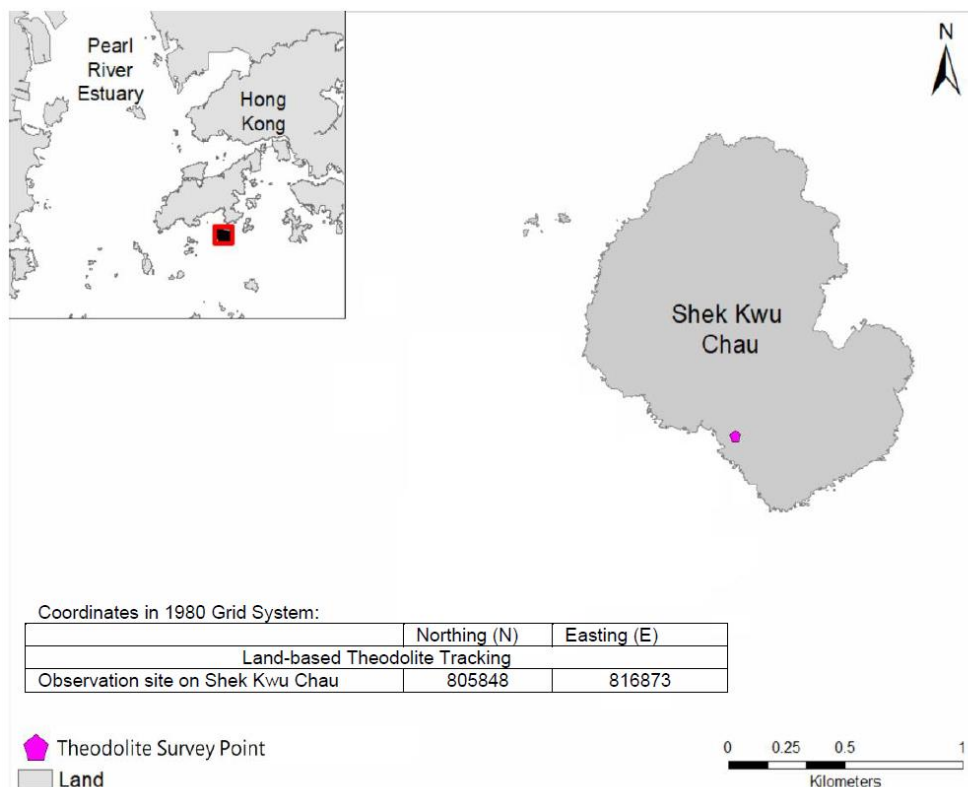 Pearl
River
Estuary
Hong
Kong
N
Shek Kwu
Chau
Coordinates in 1980 Grid System:
Northing (N) Easting (E)
Land-based Theodolite Tracking
Observation site on Shek Kwu Chau 805848 816873
Theodolite Survey Point
Land
0 0.25 0.5 1
Kilometers